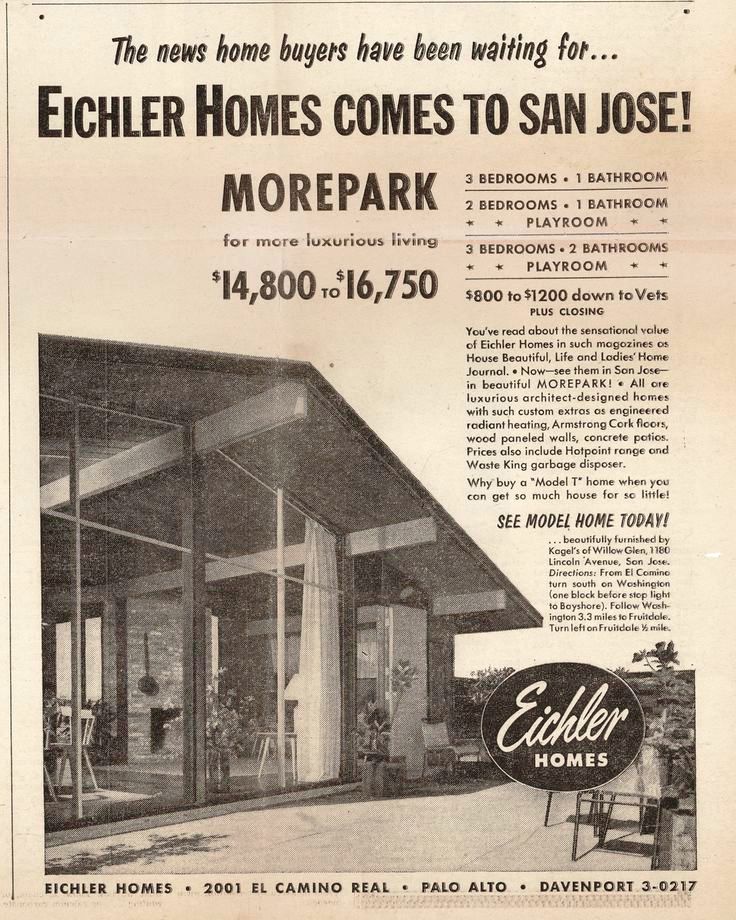 The news home buyers have been waiting for...
EICHLER HOMES COMES TO SAN JOSE!
MOREPARK
for more luxurious living
$14,800 TO $16,750
3 BEDROOMS • 1 BATHROOM
2 BEDROOMS • 1 BATHROOM
★ ★ PLAYROOM ★ ★
3 BEDROOMS • 2 BATHROOMS
★ ★ PLAYROOM ★ ★
$800 to $1200 down to Vets
PLUS CLOSING
You've read about the sensational value
of Eichler Homes in such magazines as
House Beautiful, Life and Ladies' Home
Journal. • Now—see them in San Jose—
in beautiful MOREPARK! • All are
luxurious architect-designed homes
with such custom extras as engineered
radiant heating, Armstrong Cork floors,
wood paneled walls, concrete patios.
Prices also include Hotpoint range and
Waste King garbage disposer.
Why buy a "Model T" home when you
can get so much house for so little!
SEE MODEL HOME TODAY!
... beautifully furnished by
Kagel's of Willow Glen, 1180
Lincoln Avenue, San Jose.
Directions: From El Camino
turn south on Washington
(one block before stop light
to Bayshore). Follow Wash-
ington 3.3 miles to Fruitdale.
Turn left on Fruitdale ½ mile.
Eichler
HOMES
EICHLER HOMES • 2001 EL CAMINO REAL • PALO ALTO • DAVENPORT 3-0217